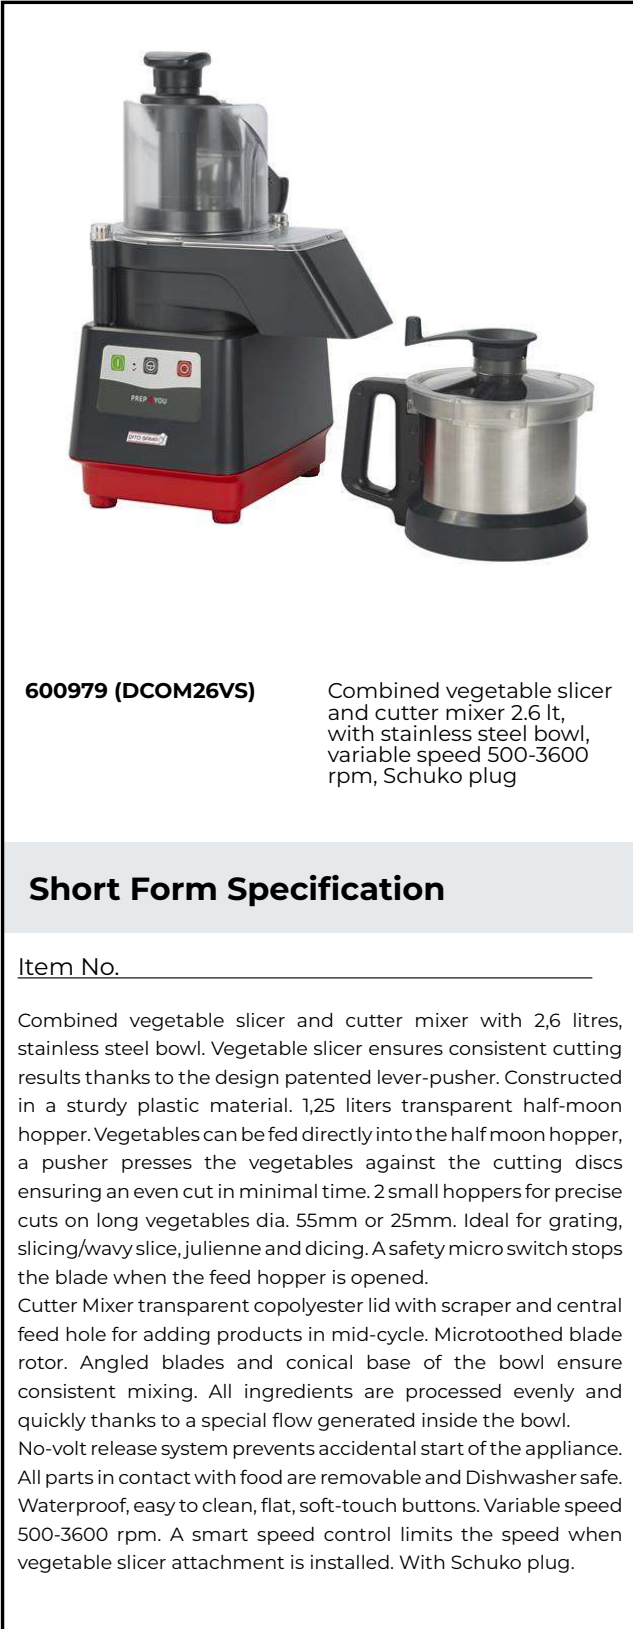 PREP4YOU
DITO SAMA
600979 (DCOM26VS)
Combined vegetable slicer
and cutter mixer 2.6 lt,
with stainless steel bowl,
variable speed 500-3600
rpm, Schuko plug
Short Form Specification
Item No.
Combined vegetable slicer and cutter mixer with 2,6 litres,
stainless steel bowl. Vegetable slicer ensures consistent cutting
results thanks to the design patented lever-pusher. Constructed
in a sturdy plastic material. 1,25 liters transparent half-moon
hopper. Vegetables can be fed directly into the half moon hopper,
a pusher presses the vegetables against the cutting discs
ensuring an even cut in minimal time. 2 small hoppers for precise
cuts on long vegetables dia. 55mm or 25mm. Ideal for grating,
slicing/wavy slice, julienne and dicing. A safety micro switch stops
the blade when the feed hopper is opened.
Cutter Mixer transparent copolyester lid with scraper and central
feed hole for adding products in mid-cycle. Microtoothed blade
rotor. Angled blades and conical base of the bowl ensure
consistent mixing. All ingredients are processed evenly and
quickly thanks to a special flow generated inside the bowl.
No-volt release system prevents accidental start of the appliance.
All parts in contact with food are removable and Dishwasher safe.
Waterproof, easy to clean, flat, soft-touch buttons. Variable speed
500-3600 rpm. A smart speed control limits the speed when
vegetable slicer attachment is installed. With Schuko plug.